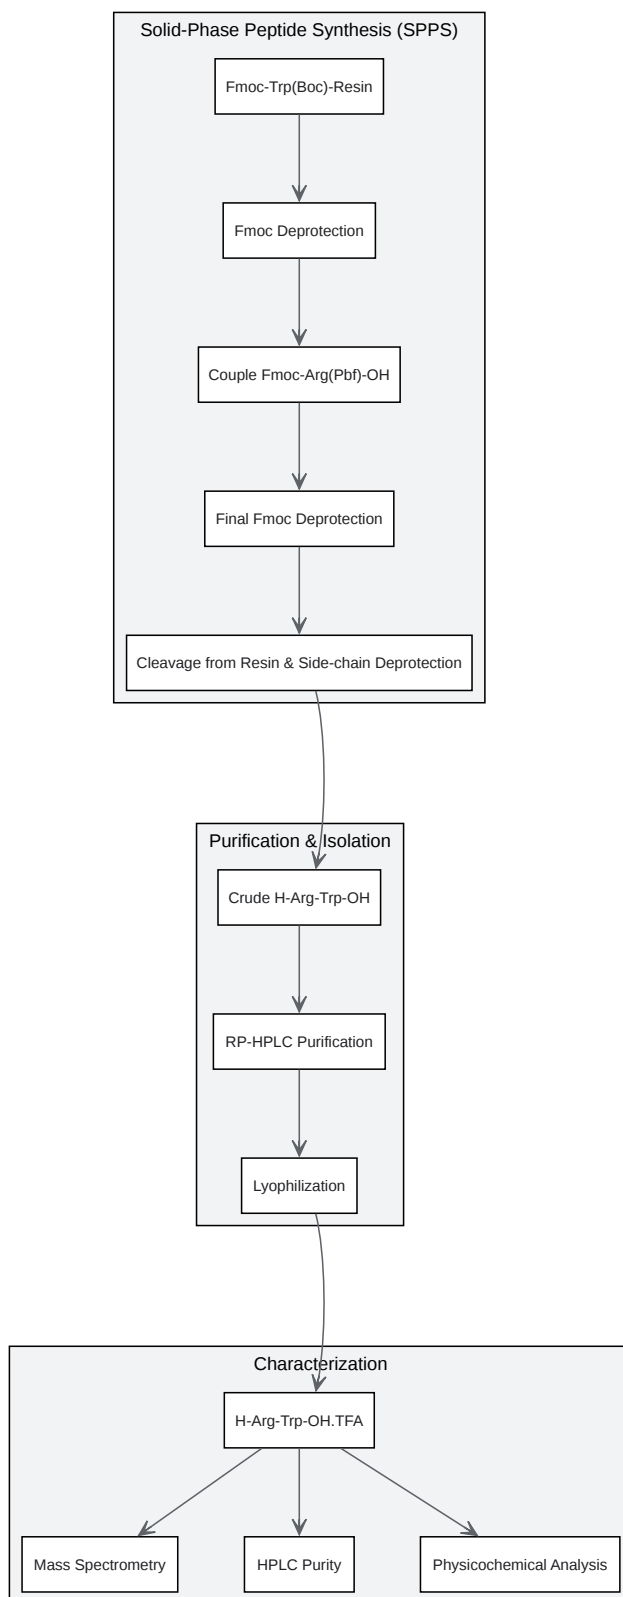 Solid-Phase Peptide Synthesis (SPPS)
Fmoc-Trp(Boc)-Resin
Fmoc Deprotection
Couple Fmoc-Arg(Pbf)-OH
Final Fmoc Deprotection
Cleavage from Resin & Side-chain Deprotection
Purification & Isolation
Crude H-Arg-Trp-OH
RP-HPLC Purification
Lyophilization
Characterization
H-Arg-Trp-OH.TFA
Mass Spectrometry
HPLC Purity
Physicochemical Analysis